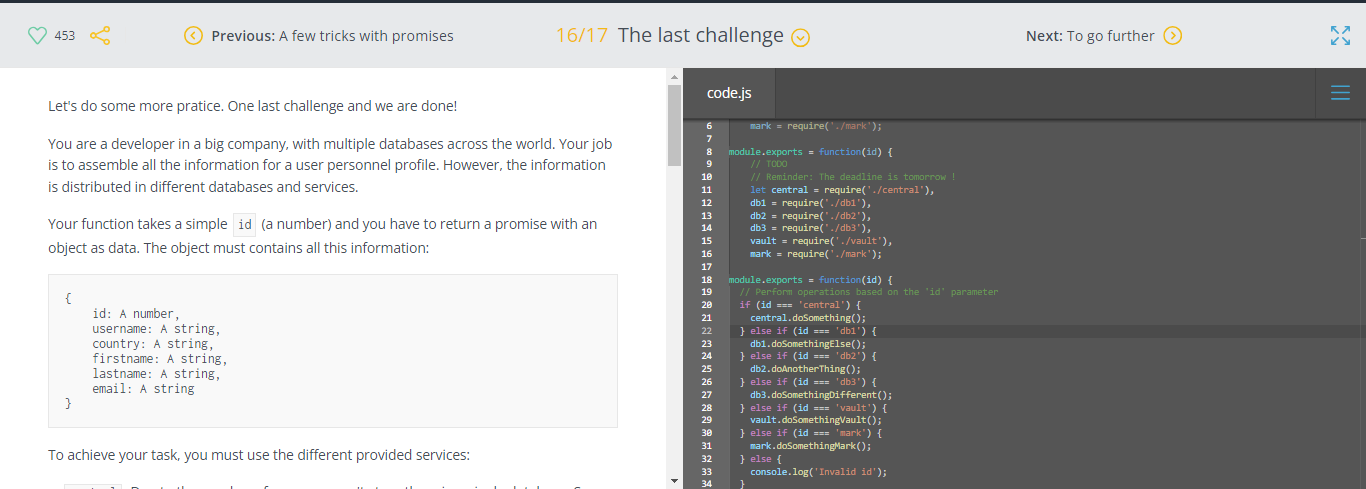 453 Previous: A few tricks with promises 16/17 The last challenge Next: To go further
Let's do some more pratice. One last challenge and we are done!
You are a developer in a big company, with multiple databases across the world. Your job
is to assemble all the information for a user personnel profile. However, the information
is distributed in different databases and services.
Your function takes a simple id (a number) and you have to return a promise with an
object as data. The object must contains all this information:
{
id: A number,
username: A string,
country: A string,
firstname: A string,
lastname: A string,
email: A string
}
To achieve your task, you must use the different provided services:
code.js
6 mark = require('./mark');
7
8 module.exports = function(id) {
9 // TODO
10 // Reminder: The deadline is tomorrow !
11 let central = require('./central'),
12 db1 = require('./db1'),
13 db2 = require('./db2'),
14 db3 = require('./db3'),
15 vault = require('./vault'),
16 mark = require('./mark');
17
18 module.exports = function(id) {
19 // Perform operations based on the 'id' parameter
20 if (id === 'central') {
21 central.doSomething();
22 } else if (id === 'db1') {
23 db1.doSomethingElse();
24 } else if (id === 'db2') {
25 db2.doAnotherThing();
26 } else if (id === 'db3') {
27 db3.doSomethingDifferent();
28 } else if (id === 'vault') {
29 vault.doSomethingVault();
30 } else if (id === 'mark') {
31 mark.doSomethingMark();
32 } else {
33 console.log('Invalid id');
34 }